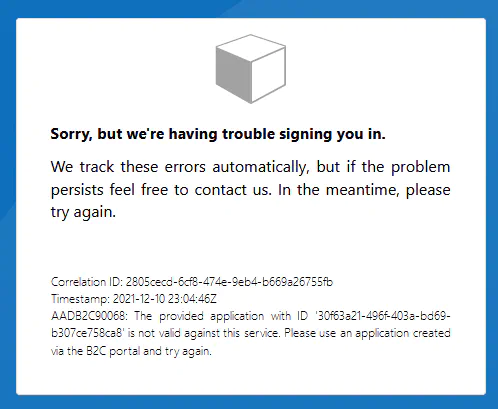 Sorry, but we're having trouble signing you in.
We track these errors automatically, but if the problem
persists feel free to contact us. In the meantime, please
try again.
Correlation ID: 2805cecd-6cf8-474e-9eb4-b669a26755fb
Timestamp: 2021-12-10 23:04:46Z
AADB2C90068: The provided application with ID '30f63a21-496f-403a-bd69-
b307ce758ca8' is not valid against this service. Please use an application created
via the B2C portal and try again.